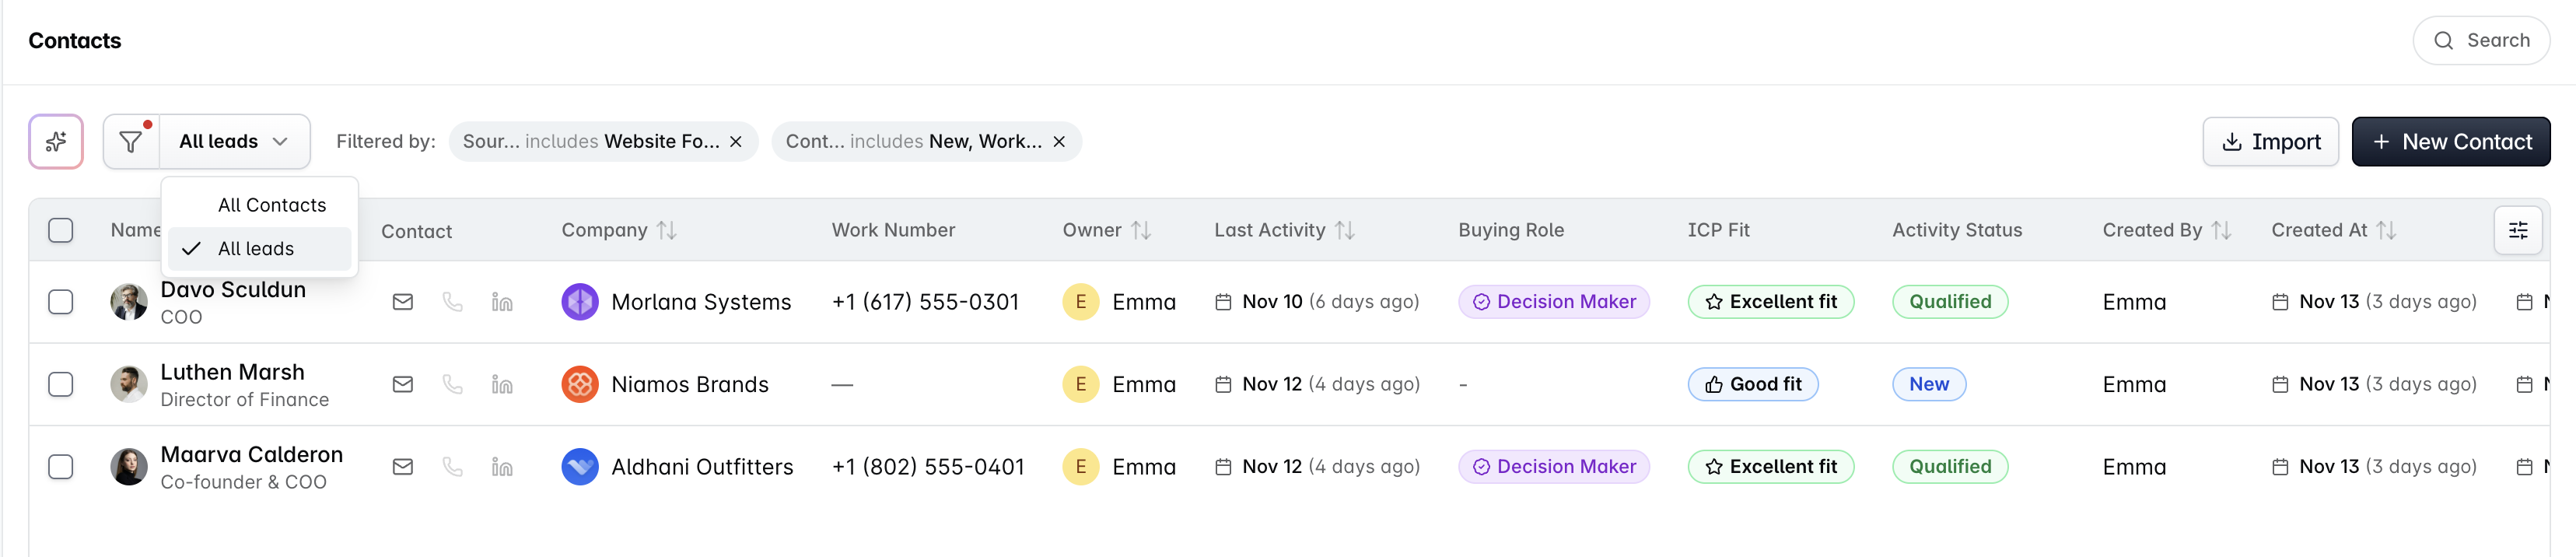 Contacts
Search
All leads
Filtered by:
Sour... includes Website Fo...
Cont... includes New, Work...
Import
New Contact
All Contacts
All leads
Name
Contact
Company
Work Number
Owner
Last Activity
Buying Role
ICP Fit
Activity Status
Created By
Created At
Davo Sculdun
COO
Morlana Systems
+1 (617) 555-0301
E
Emma
Nov 10 (6 days ago)
Decision Maker
Excellent fit
Qualified
Emma
Nov 13 (3 days ago)
Luthen Marsh
Director of Finance
Niamos Brands
—
E
Emma
Nov 12 (4 days ago)
-
Good fit
New
Emma
Nov 13 (3 days ago)
Maarva Calderon
Co-founder & COO
Aldhani Outfitters
+1 (802) 555-0401
E
Emma
Nov 12 (4 days ago)
Decision Maker
Excellent fit
Qualified
Emma
Nov 13 (3 days ago)